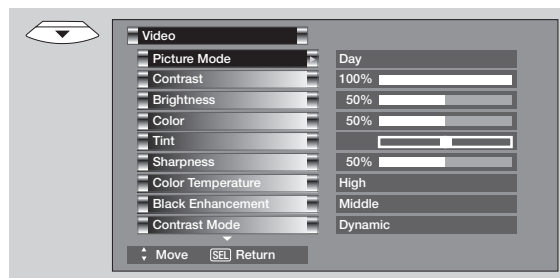 Video
Picture Mode Day
Contrast 100%
Brightness 50%
Color 50%
Tint
Sharpness 50%
Color Temperature High
Black Enhancement Middle
Contrast Mode Dynamic
Move SEL Return